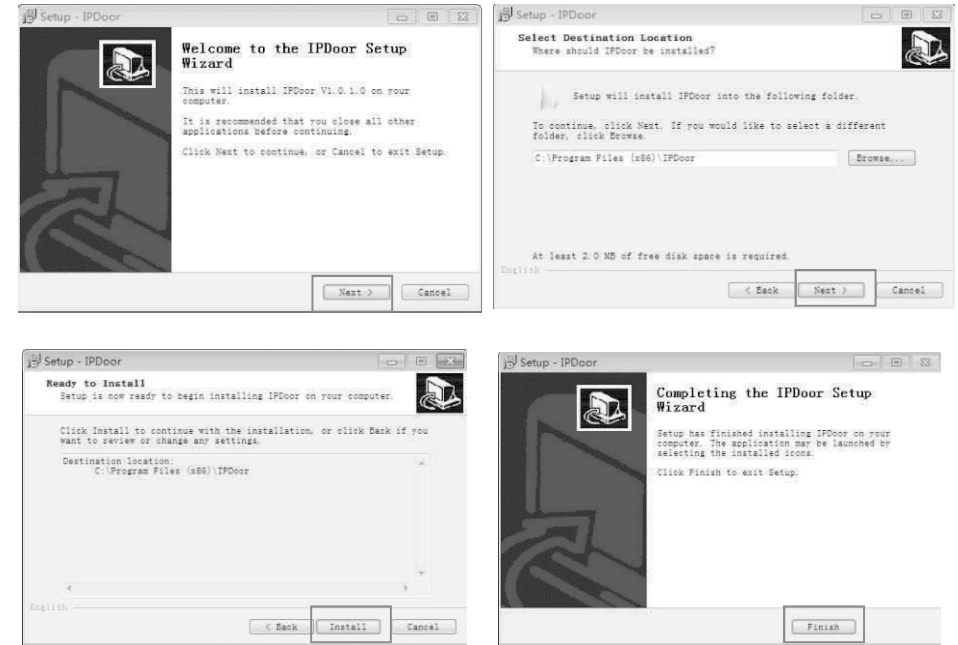 Setup - IPDoor
Welcome to the IPDoor Setup
Wizard
This will install IPDoor V1.0.1.0 on your
computer.
It is recommended that you close all other
applications before continuing.
Click Next to continue, or Cancel to exit Setup.
Next >
Cancel
Setup - IPDoor
Select Destination Location
Where should IPDoor be installed?
Setup will install IPDoor into the following folder.
To continue, click Next. If you would like to select a different
folder, click Browse.
C:\Program Files (x86)\IPDoor
Browse...
At least 2.0 MB of free disk space is required.
English
< Back
Next >
Cancel
Setup - IPDoor
Ready to Install
Setup is now ready to begin installing IPDoor on your computer.
Click Install to continue with the installation, or click Back if you
want to review or change any settings.
Destination location:
C:\Program Files (x86)\IPDoor
English
< Back
Install
Cancel
Setup - IPDoor
Completing the IPDoor Setup
Wizard
Setup has finished installing IPDoor on your
computer. The application may be launched by
selecting the installed icons.
Click Finish to exit Setup.
Finish